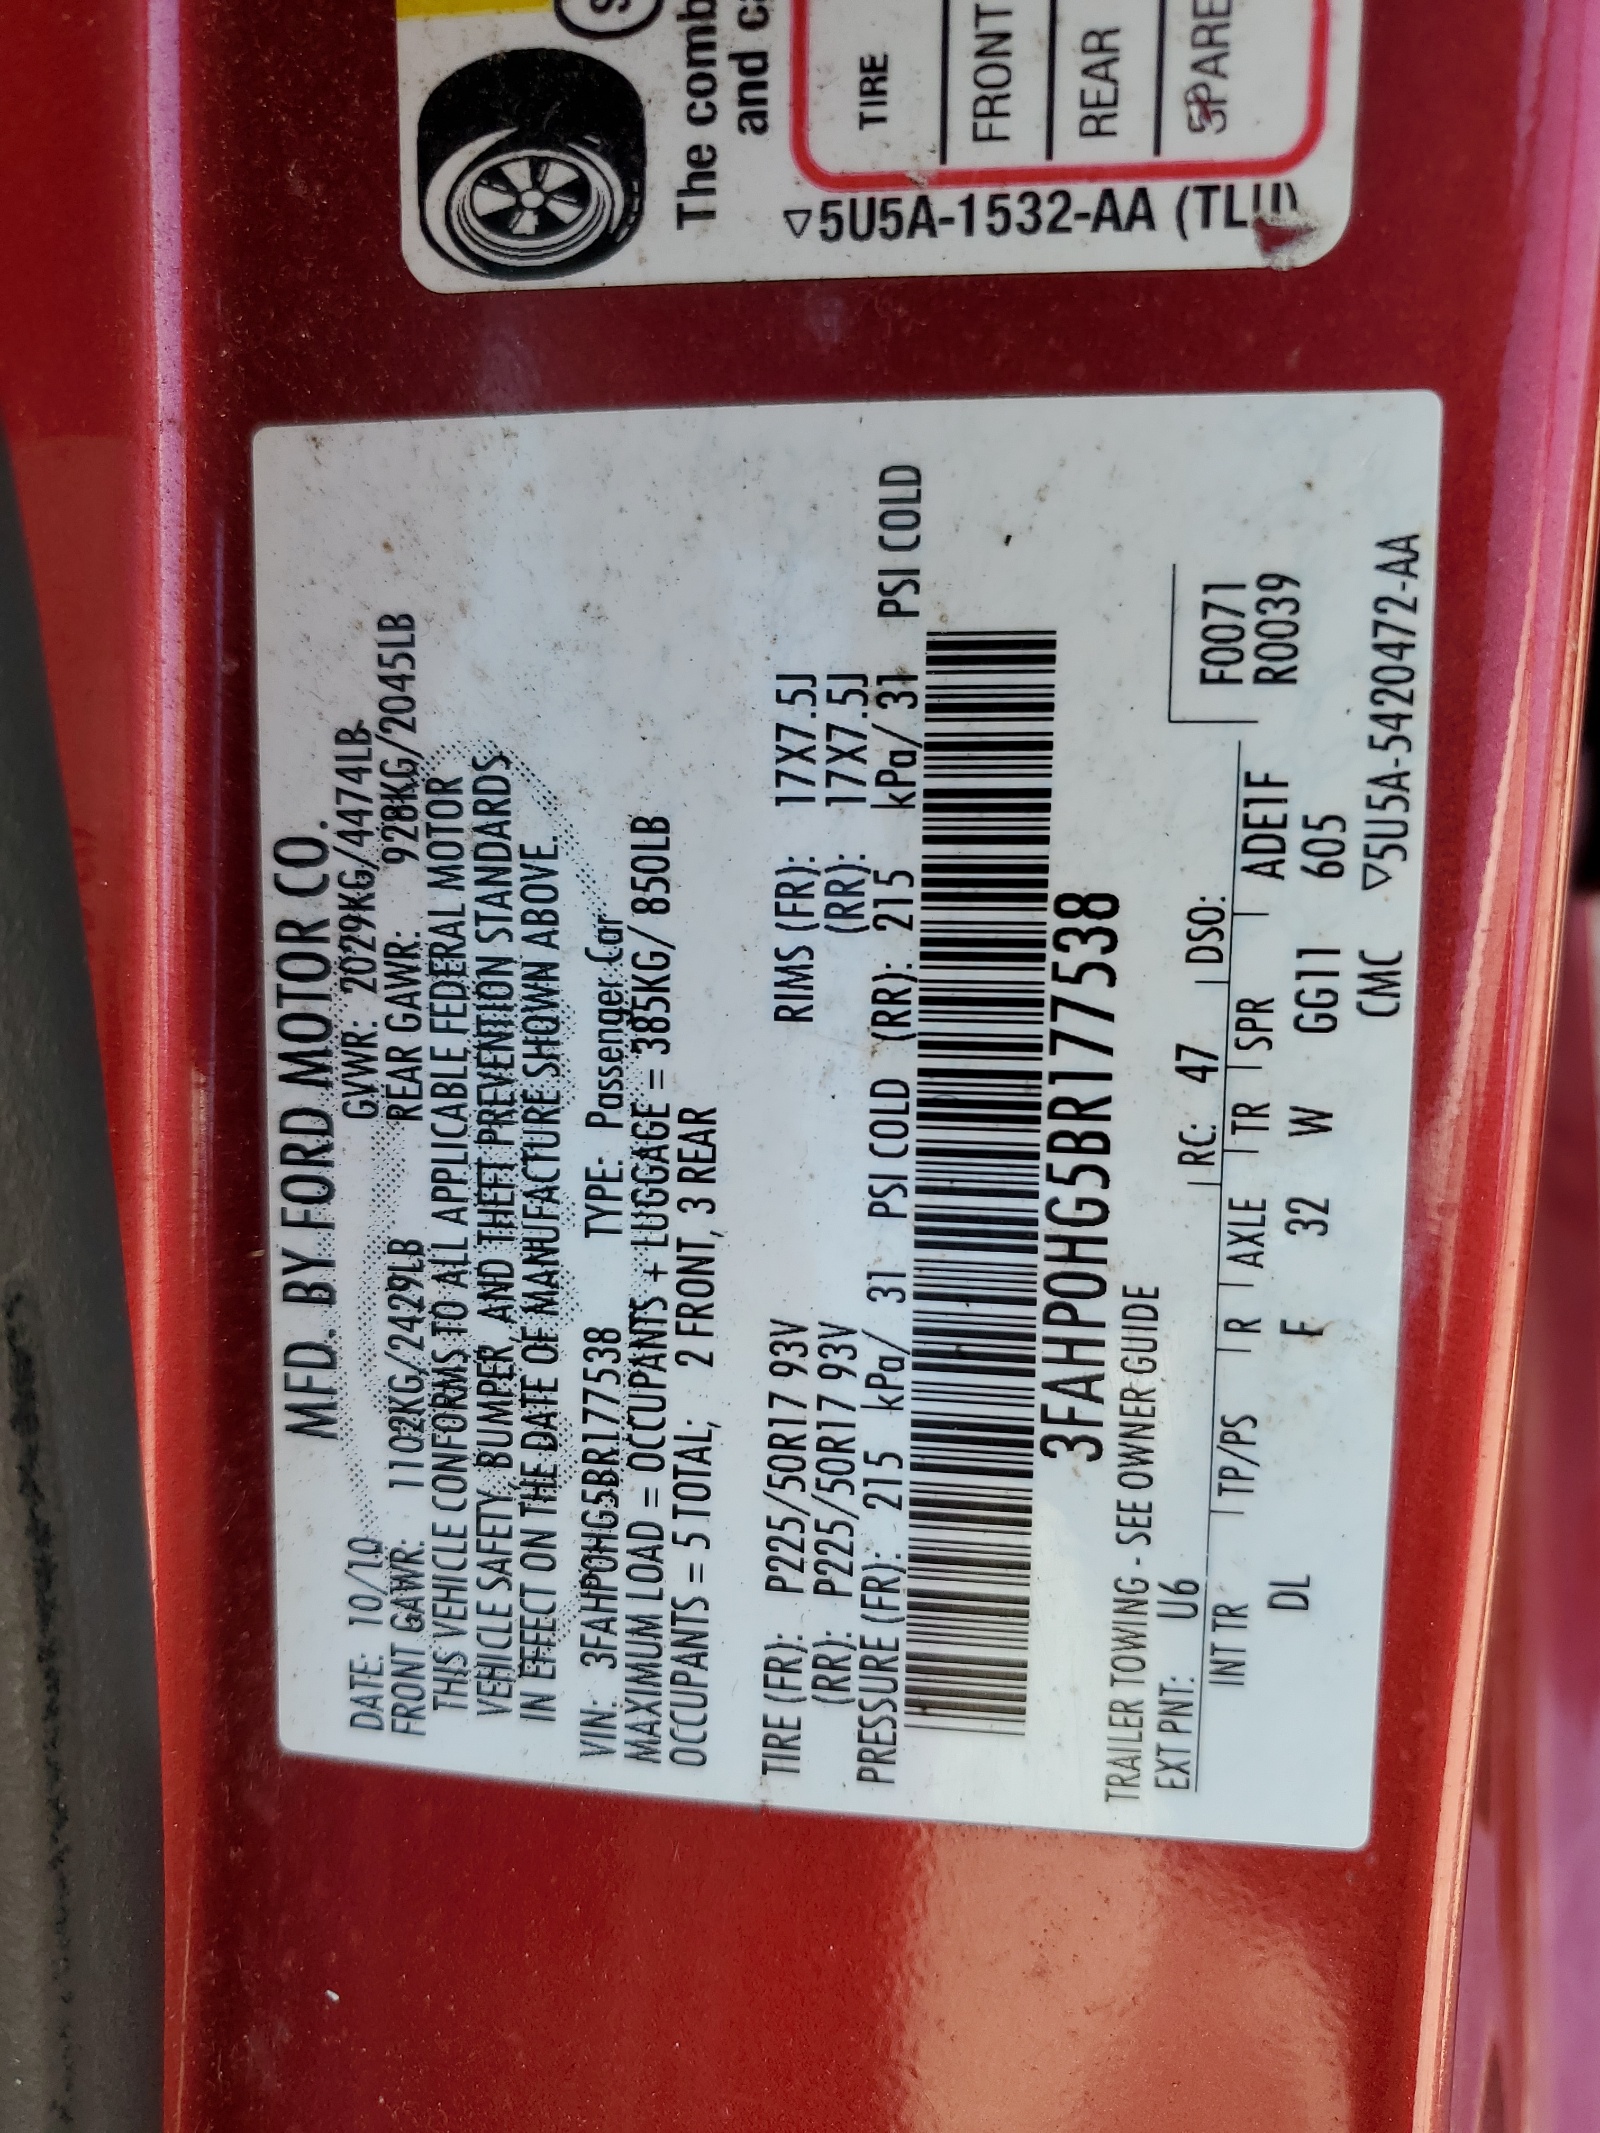 MFD. BY FORD MOTOR CO.
DATE: 10/10 GVWR: 2029KG/4474LB
FRONT GAWR: 1102KG/2429LB REAR GAWR: 928KG/2045LB
THIS VEHICLE CONFORMS TO ALL APPLICABLE FEDERAL MOTOR
VEHICLE SAFETY, BUMPER, AND THEFT PREVENTION STANDARDS
IN EFFECT ON THE DATE OF MANUFACTURE SHOWN ABOVE.
VIN: 3FAHP0HG5BR177538 TYPE: Passenger Car
MAXIMUM LOAD = OCCUPANTS + LUGGAGE = 385KG/ 850LB
OCCUPANTS = 5 TOTAL; 2 FRONT, 3 REAR
TIRE (FR): P225/50R17 93V RIMS (FR): 17X7.5J
(RR): P225/50R17 93V (RR): 17X7.5J
PRESSURE (FR): 215 kPa/ 31 PSI COLD (RR): 215 kPa/ 31 PSI COLD
3FAHP0HG5BR177538
TRAILER TOWING - SEE OWNER GUIDE
EXT PNT: U6 RC: 47 DSO: F0071
R0039
INT TR TP/PS R AXLE TR SPR ADE1F
DL F 32 W GG11 605
CMC ▽5U5A-5420472-AA
The comb
and
TIRE
FRONT
REAR
SPARE
▽5U5A-1532-AA (TLU)